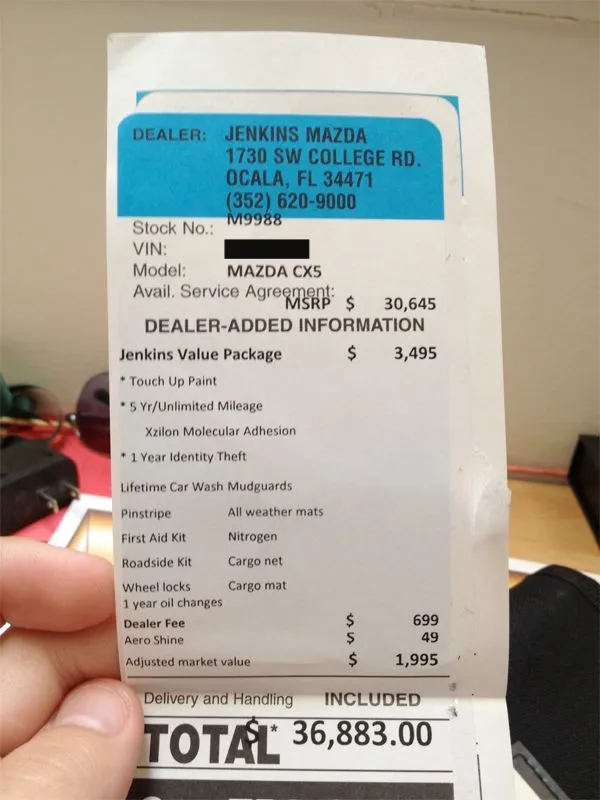 DEALER: JENKINS MAZDA
1730 SW COLLEGE RD.
OCALA, FL 34471
(352) 620-9000
Stock No.: M9988
VIN:
Model: MAZDA CX5
Avail. Service Agreement:
MSRP $ 30,645
DEALER-ADDED INFORMATION
Jenkins Value Package $ 3,495
* Touch Up Paint
* 5 Yr/Unlimited Mileage
Xzilon Molecular Adhesion
* 1 Year Identity Theft
Lifetime Car Wash Mudguards
Pinstripe All weather mats
First Aid Kit Nitrogen
Roadside Kit Cargo net
Wheel locks Cargo mat
1 year oil changes
Dealer Fee $ 699
Aero Shine $ 49
Adjusted market value $ 1,995
Delivery and Handling INCLUDED
TOTAL* $ 36,883.00